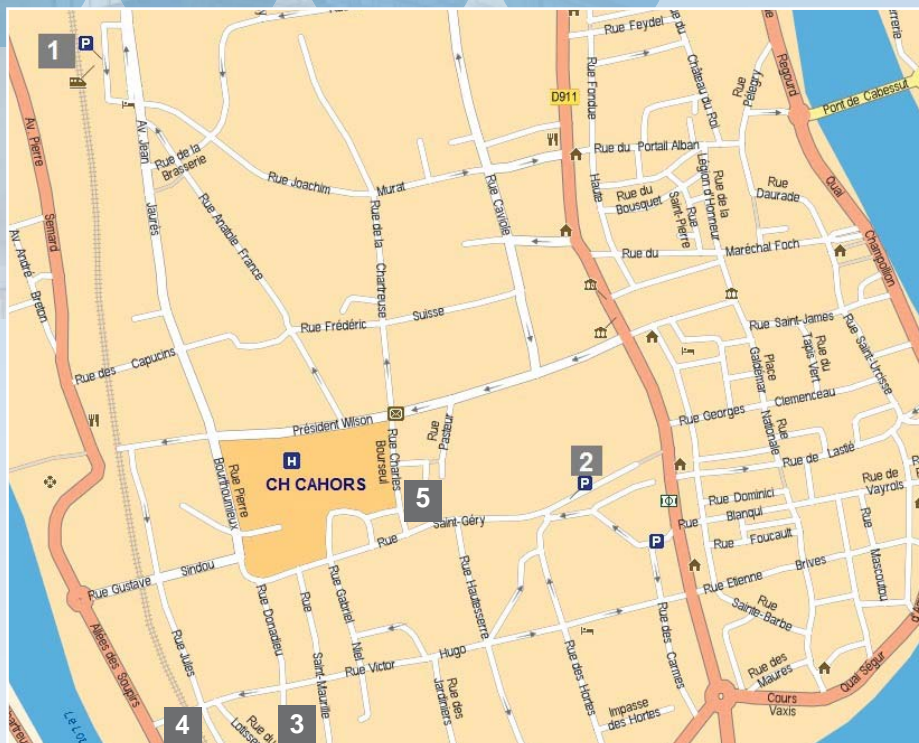 1
P
Av. Pierre
Semard
Av. André
Breton
Av. Jean
Jaurès
Rue de la
Brasserie
Rue Joachim
Murat
Rue Anatole France
Rue de la
Chartreuse
Rue Caviole
Rue Frédéric
Suisse
Rue des Capucins
Président Wilson
Rue Feydel
Rue Fondue
Haute
D911
Château du Roi
Rue
Pélegry
Regourd
Pont de Cabessut
Rue du Portail Alban
Rue de la
Légion d'Honneur
Rue du
Bousquet
Rue
Saint-Pierre
Rue
Daurade
Quai
Champollion
Rue du
Maréchal Foch
Rue Saint-James
Rue du
Tapis Vert
Rue Saint-Urcisse
Place
Galdémar
Rue Georges
Clemenceau
Rue
Nationale
Rue de Lastié
Rue de
Vayrols
Rue Dominici
Rue
Blanqui
Rue Foucault
Rue Etienne
Brives
Rue
Mascoutou
Rue
Sainte-Barbe
Rue des
Maures
Cours
Vaxis
Quai Ségur
H
CH CAHORS
Rue Pierre
Bourthoumieux
Rue Charles
Bourseul
Rue
Pasteur
2
P
5
Rue
Saint-Géry
P
Rue Gustave
Sindou
Rue Donadieu
Rue
Saint-Maurille
Rue Gabriel
Niel
Rue Hautesserre
Rue Victor
Hugo
Rue des
Jardiniers
Rue des Hortes
Impasse
des Hortes
Rue des Carmes
Allées des Soupirs
Rue Jules
4
Rue du
3